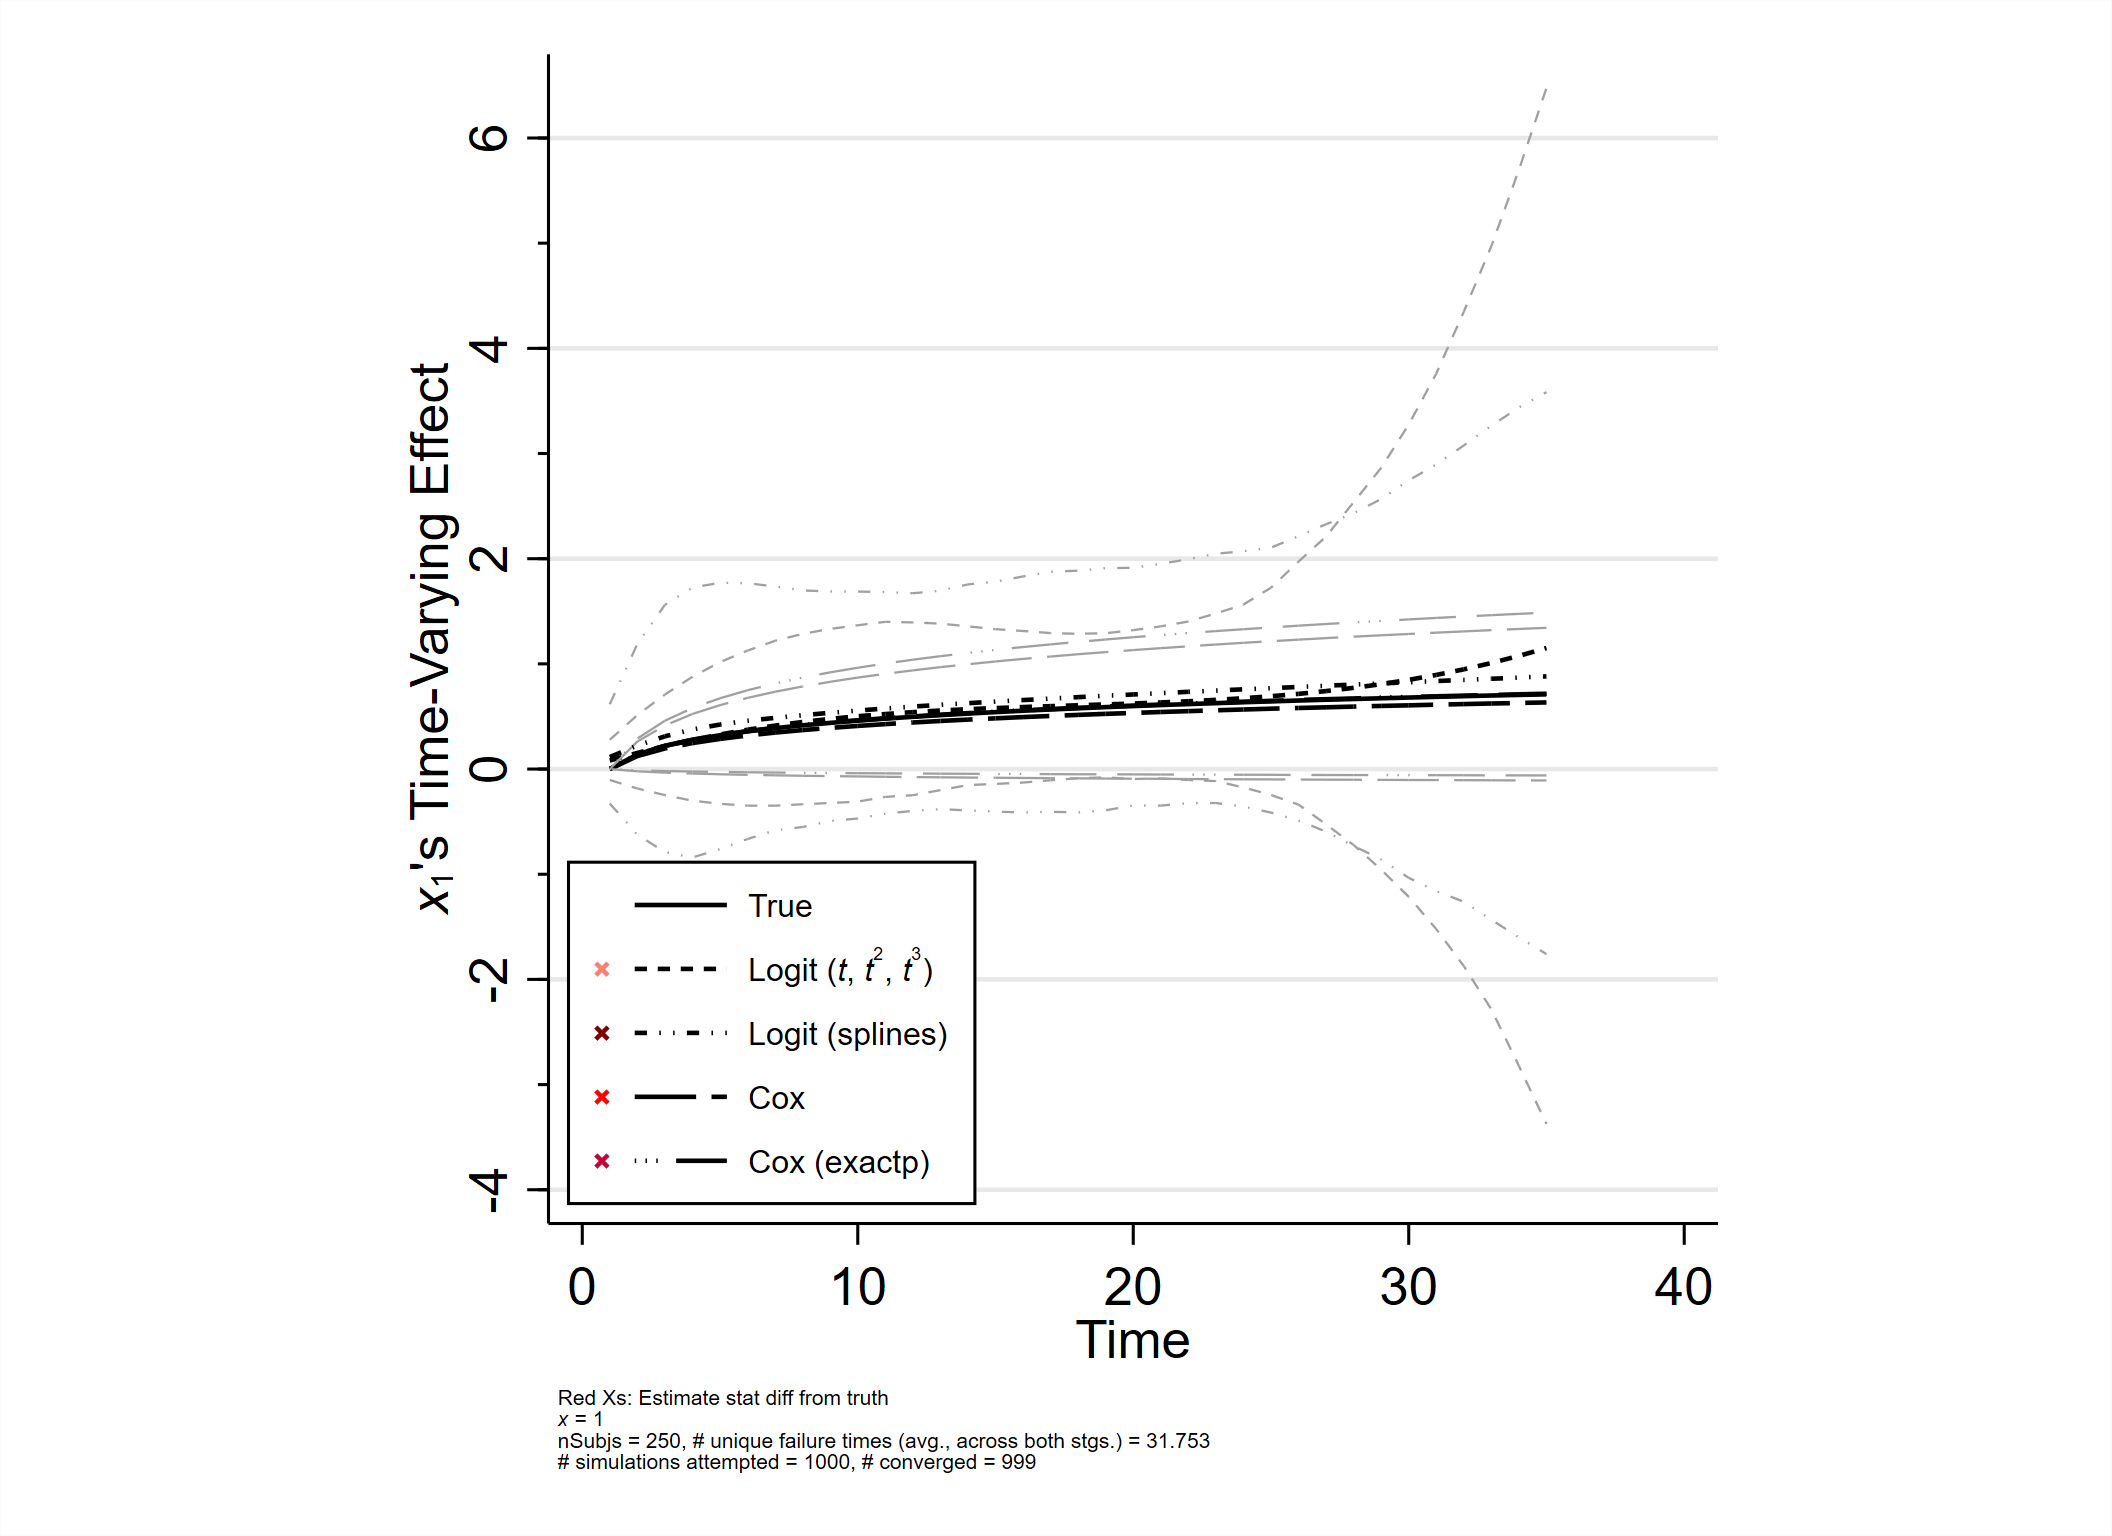 6
4
2
0
-2
-4
x₁'s Time-Varying Effect
True
Logit (t, t², t³)
Logit (splines)
Cox
Cox (exactp)
0 10 20 30 40
Time
Red Xs: Estimate stat diff from truth
x = 1
nSubjs = 250, # unique failure times (avg., across both stgs.) = 31.753
# simulations attempted = 1000, # converged = 999